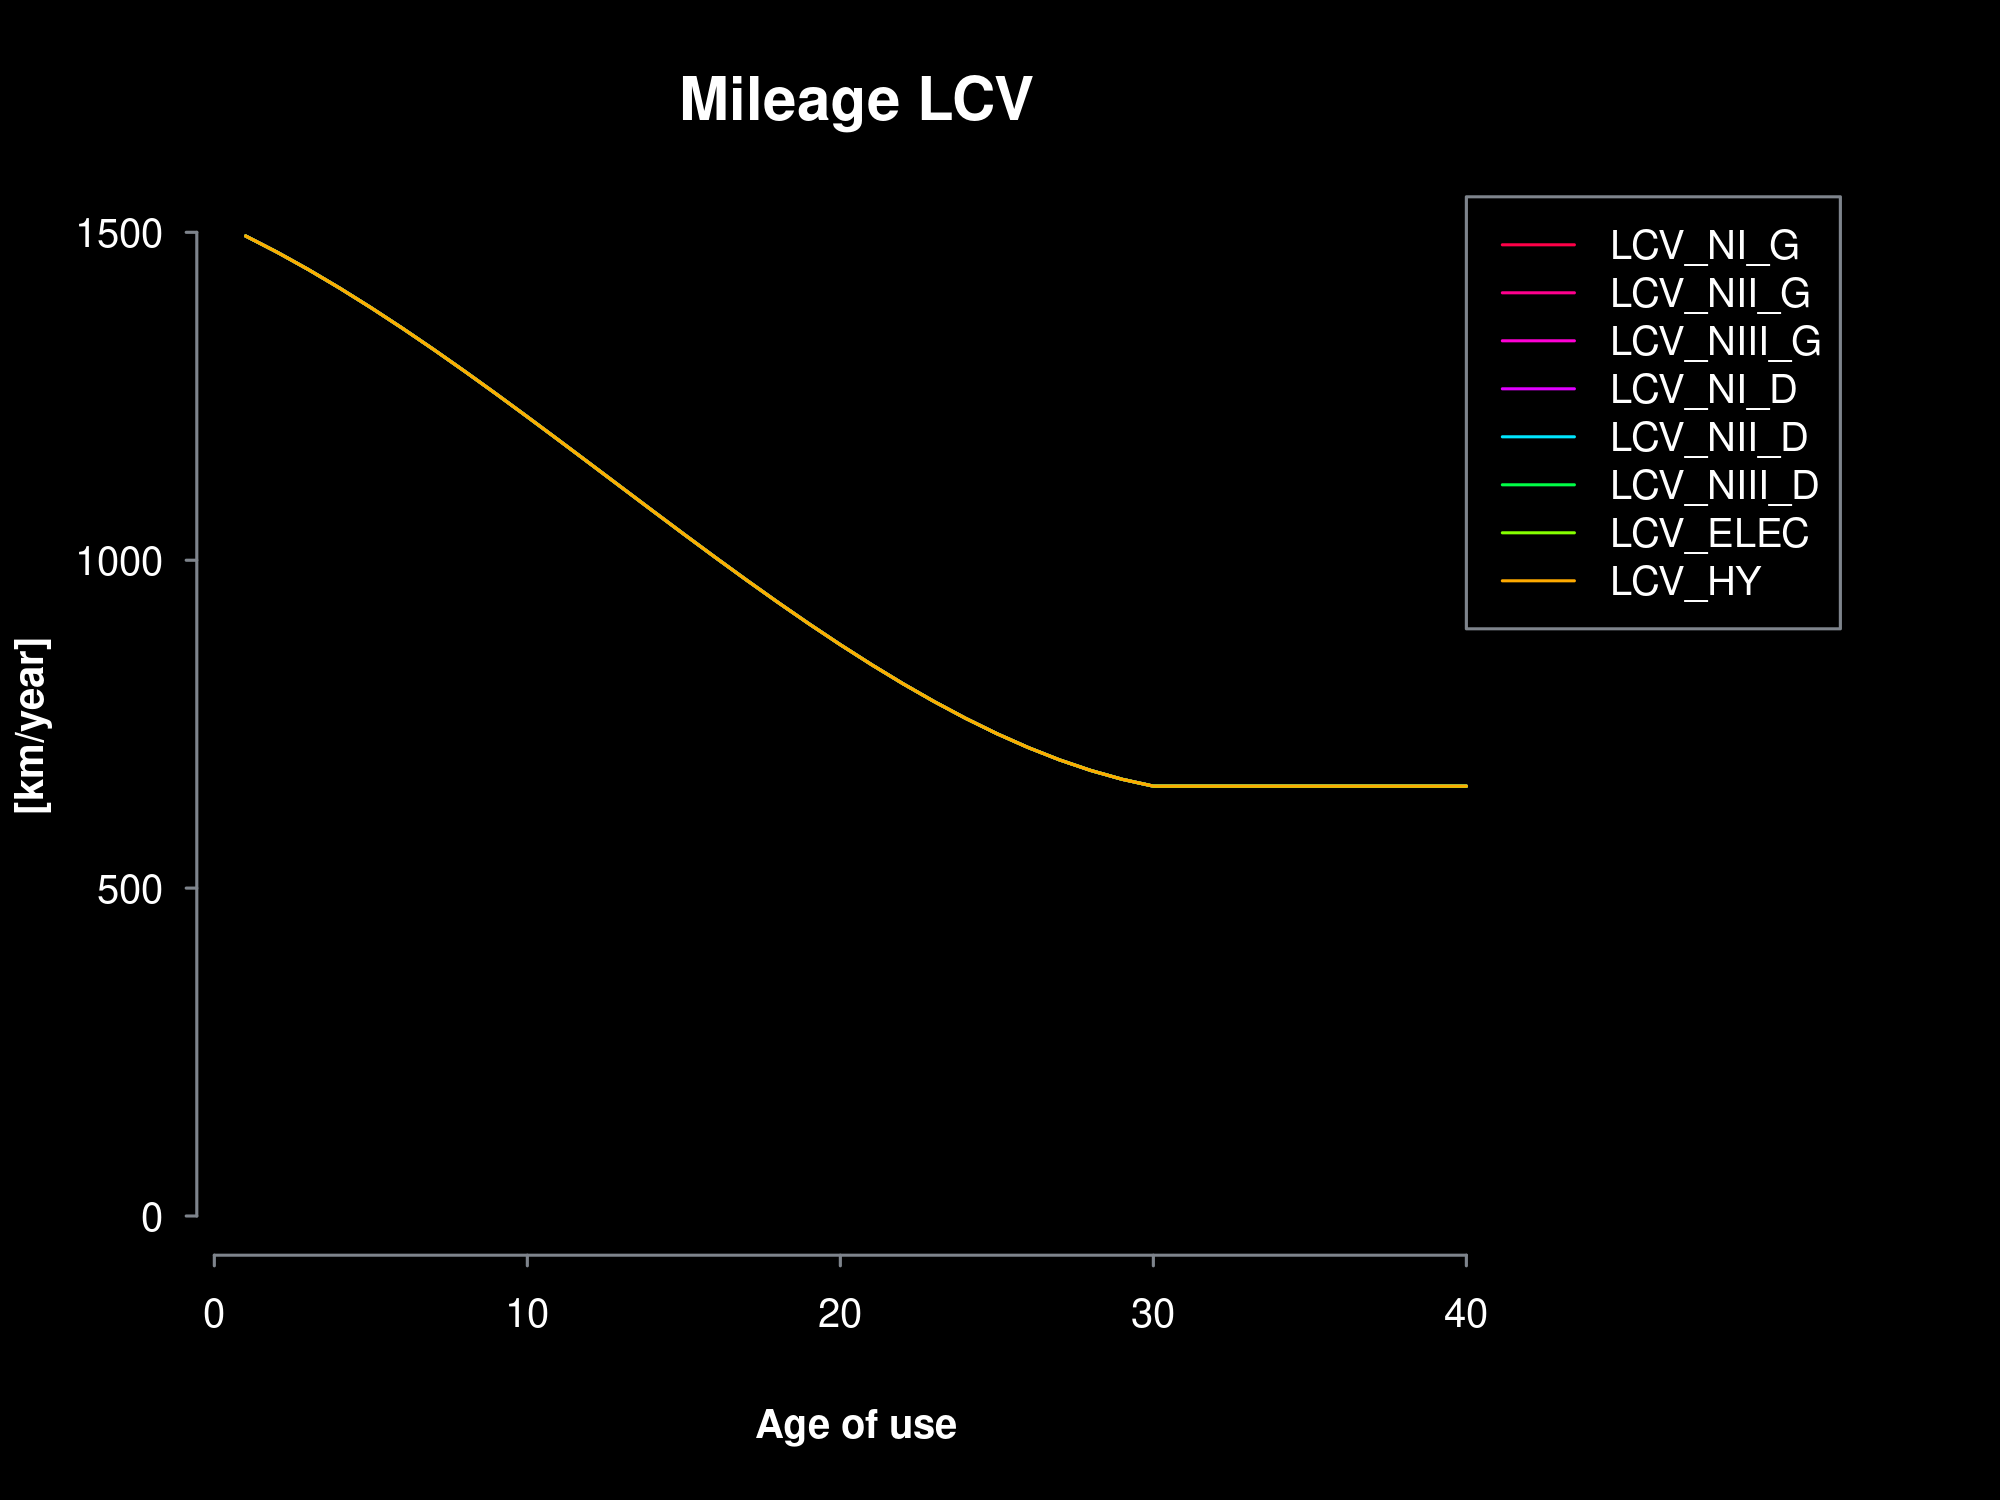 Mileage LCV
1500
1000
500
0
[km/year]
0 10 20 30 40
Age of use
LCV_NI_G
LCV_NII_G
LCV_NIII_G
LCV_NI_D
LCV_NII_D
LCV_NIII_D
LCV_ELEC
LCV_HY